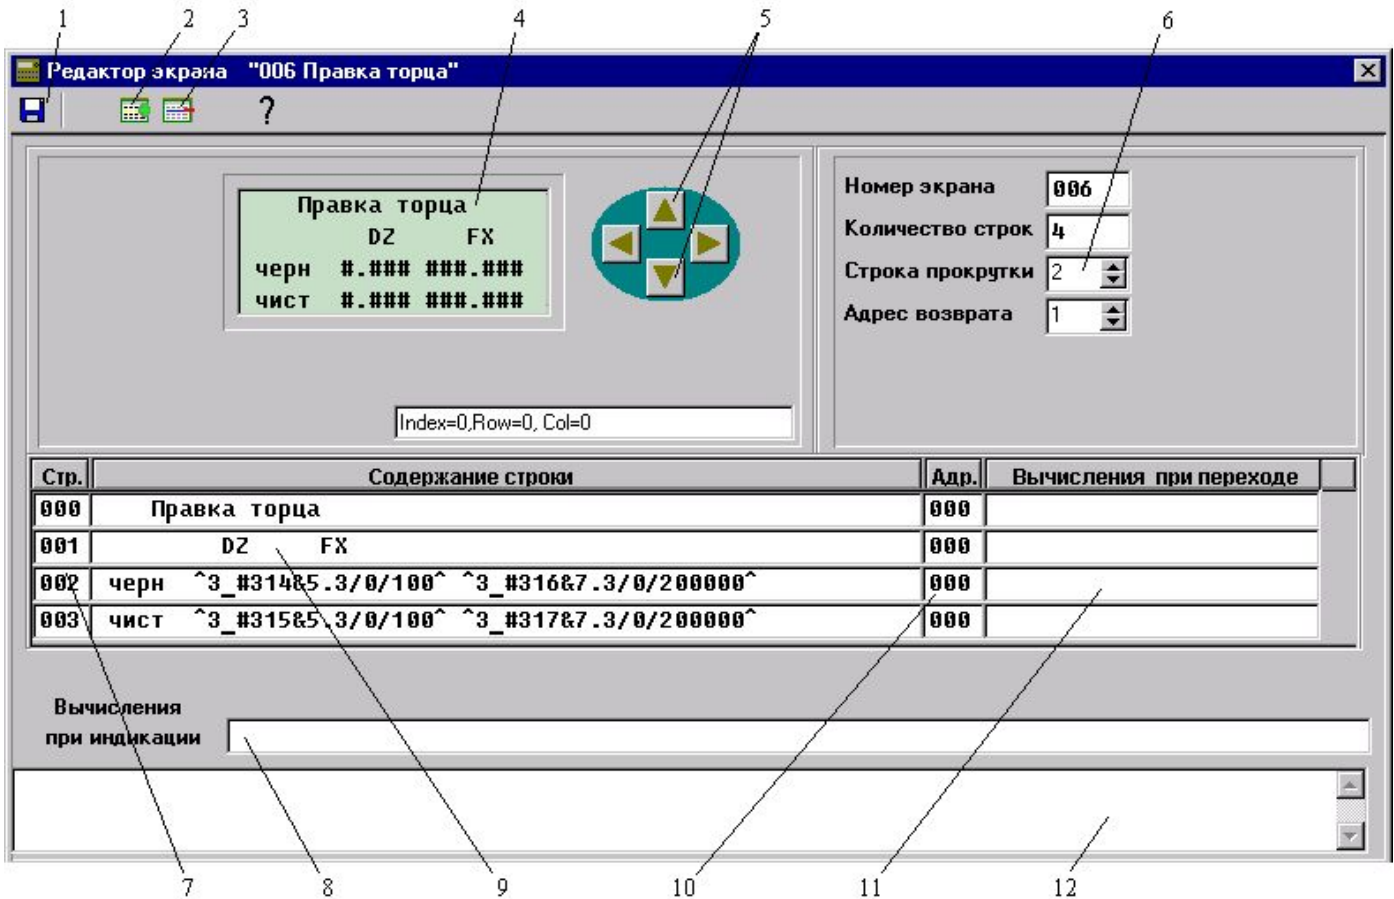 1 2 3 4 5 6
Редактор экрана "006 Правка торца"
?
Правка торца
DZ FX
черн #.### ###.###
чист #.### ###.###
Номер экрана 006
Количество строк 4
Строка прокрутки 2
Адрес возврата 1
Index=0,Row=0, Col=0
Стр. Содержание строки Адр. Вычисления при переходе
000 Правка торца 000
001 DZ FX 000
002 черн ^3_#314&5.3/0/100^ ^3_#316&7.3/0/200000^ 000
003 чист ^3_#315&5.3/0/100^ ^3_#317&7.3/0/200000^ 000
Вычисления
при индикации
7 8 9 10 11 12